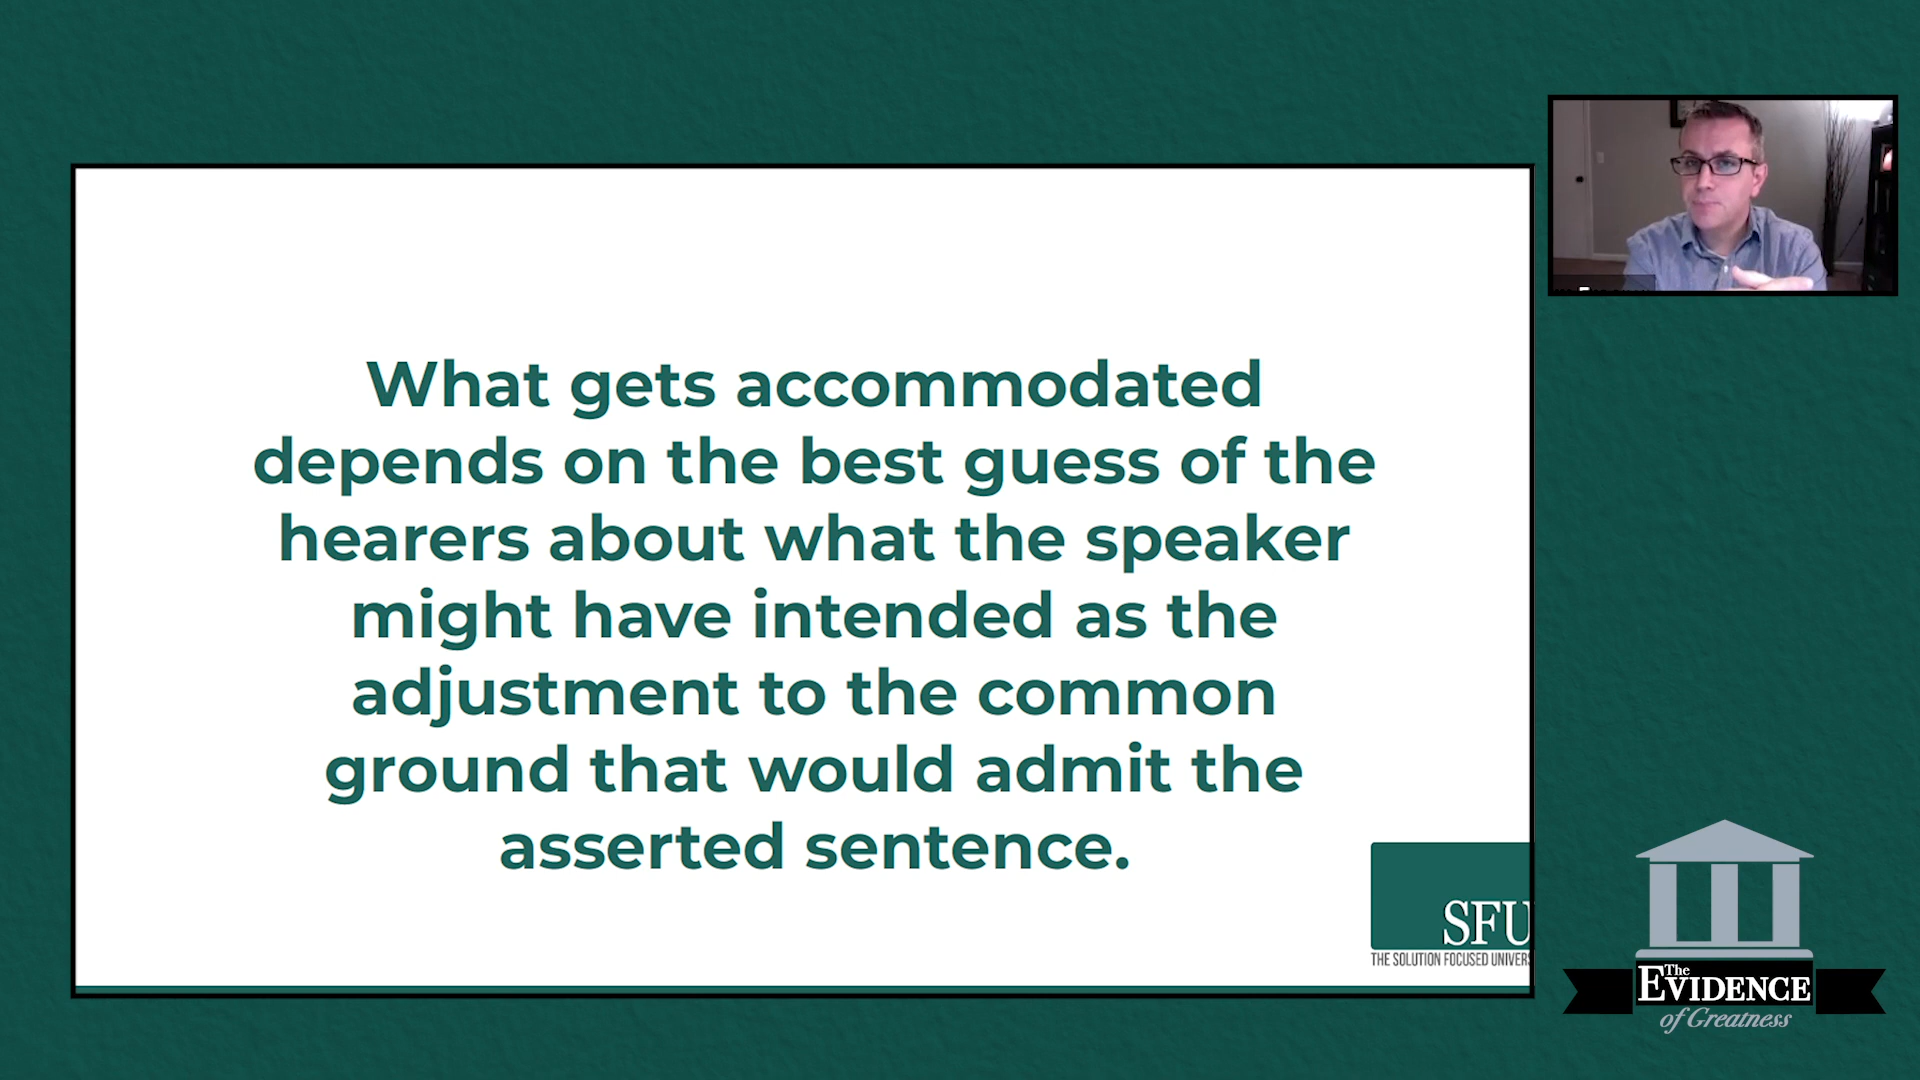 What gets accommodated
depends on the best guess of the
hearers about what the speaker
might have intended as the
adjustment to the common
ground that would admit the
asserted sentence.
SFU
THE SOLUTION FOCUSED UNIVERS
The
EVIDENCE
of Greatness